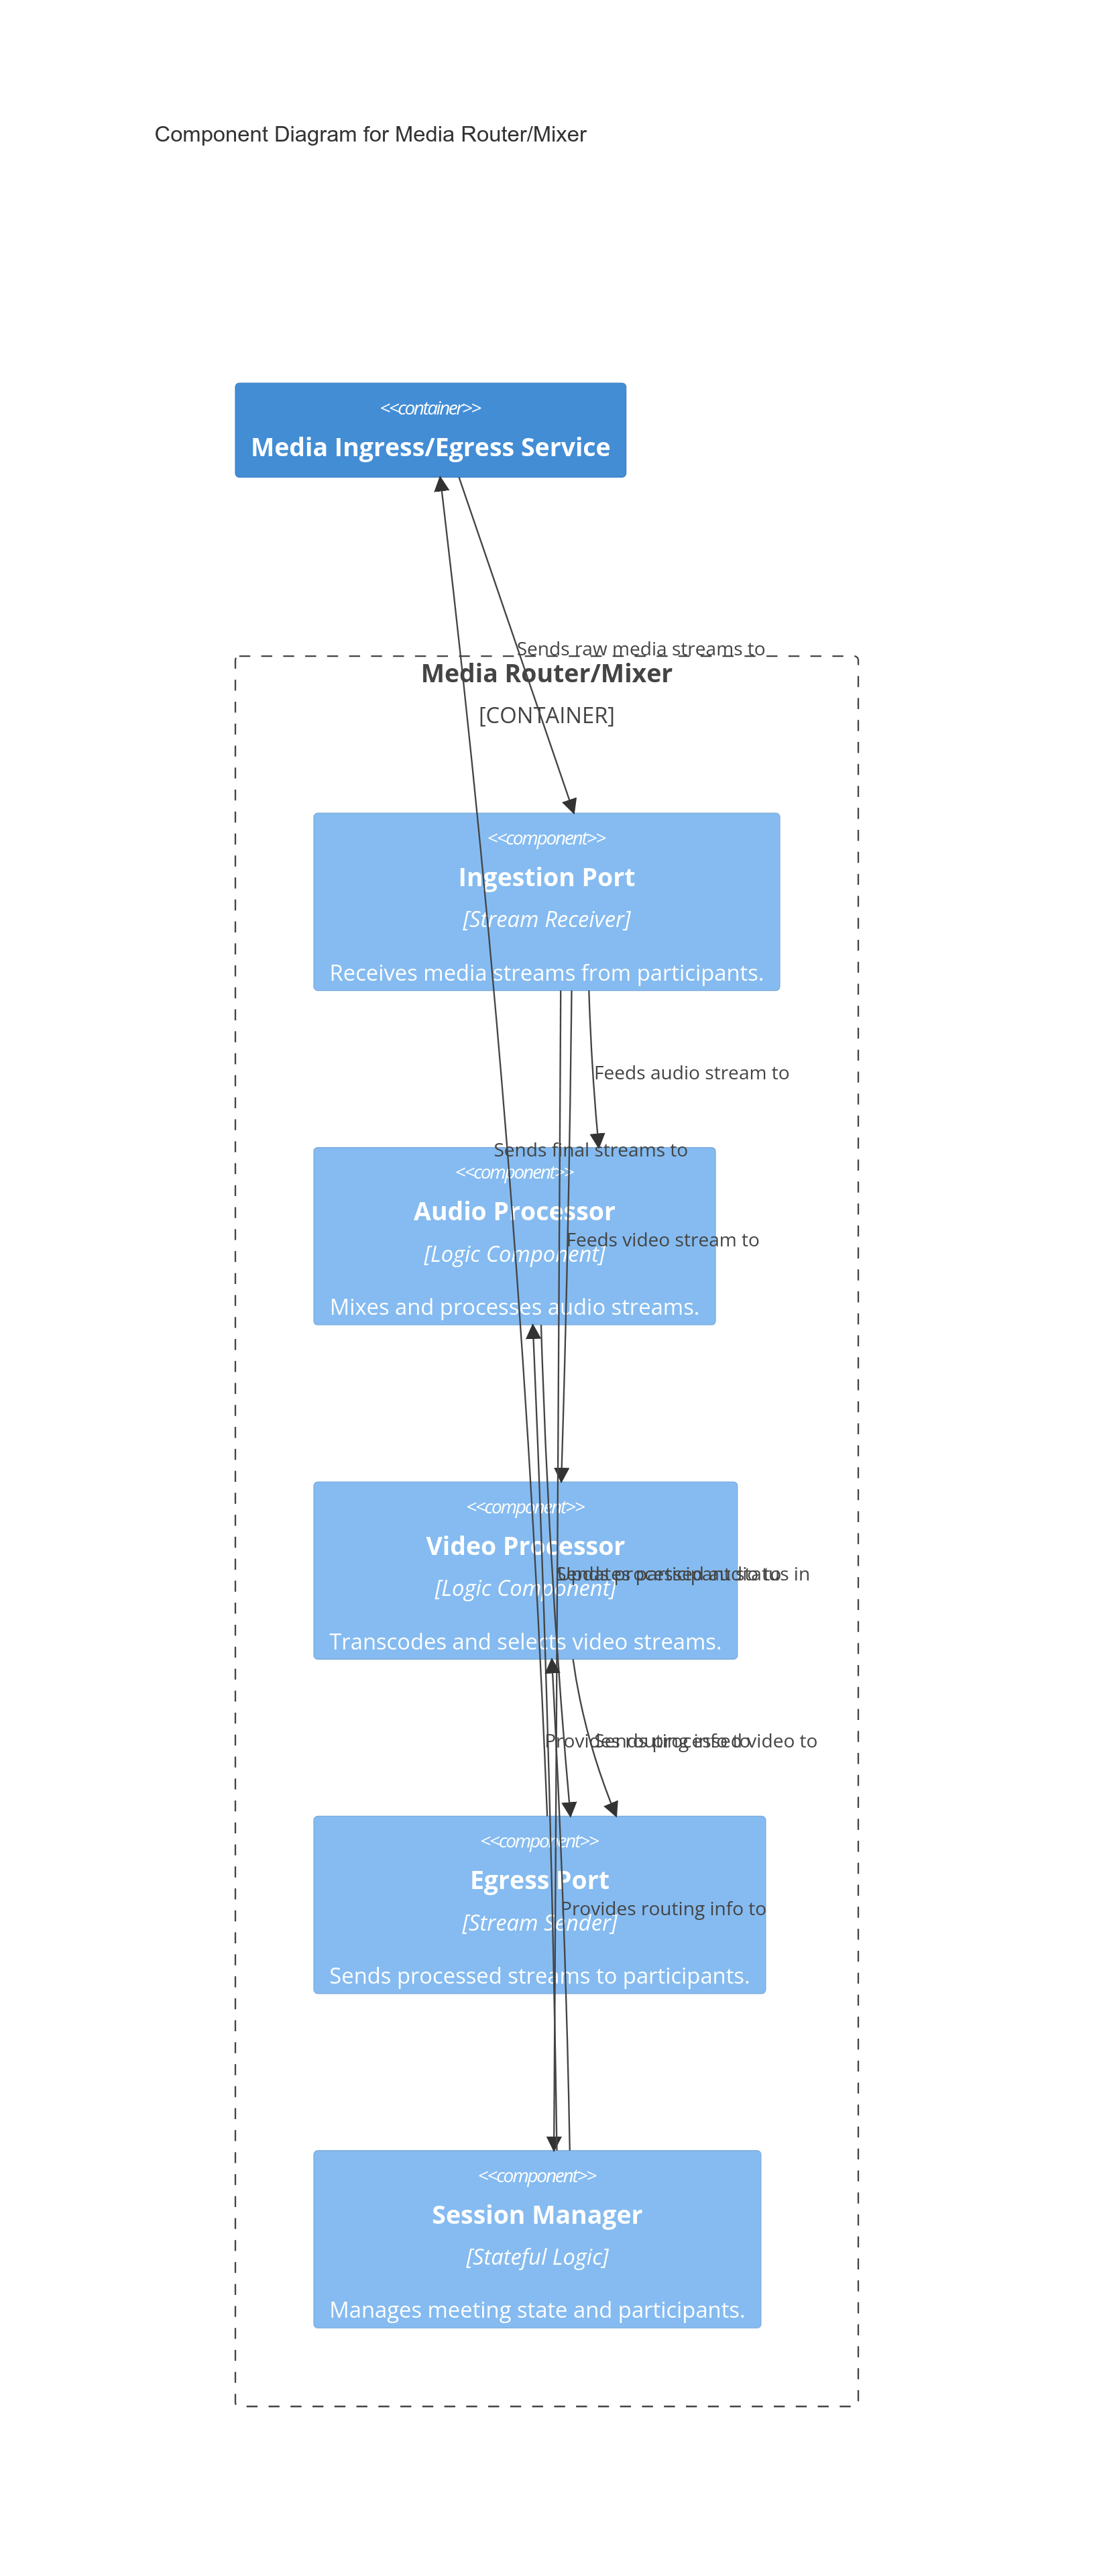 Component Diagram for Media Router/Mixer
<<container>>
Media Ingress/Egress Service
Sends raw media streams to
Media Router/Mixer
[CONTAINER]
<<component>>
Ingestion Port
[Stream Receiver]
Receives media streams from participants.
Feeds audio stream to
Sends final streams to
<<component>>
Audio Processor
[Logic Component]
Feeds video stream to
Mixes and processes audio streams.
<<component>>
Video Processor
Updates participant status in
Sends processed audio to
[Logic Component]
Transcodes and selects video streams.
Provides routing info to
Sends processed video to
<<component>>
Egress Port
Provides routing info to
[Stream Sender]
Sends processed streams to participants.
<<component>>
Session Manager
[Stateful Logic]
Manages meeting state and participants.